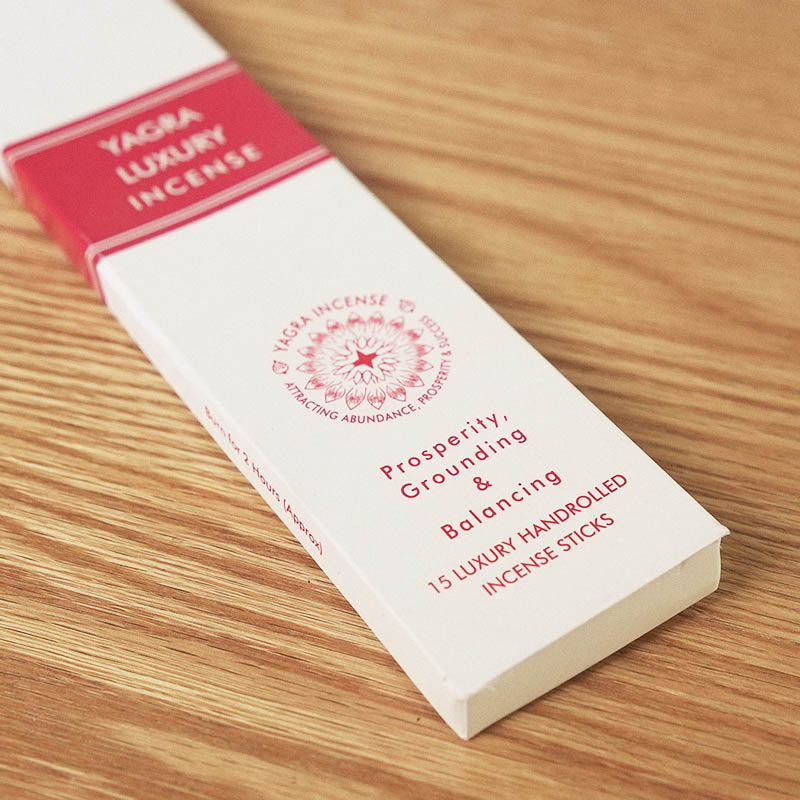 YAGRA
LUXURY
INCENSE
YAGRA INCENSE
ATTRACTING ABUNDANCE, PROSPERITY & SUCCESS
Prosperity,
Grounding
&
Balancing
15 LUXURY HANDROLLED
INCENSE STICKS
Burn for 2 Hours (Approx)